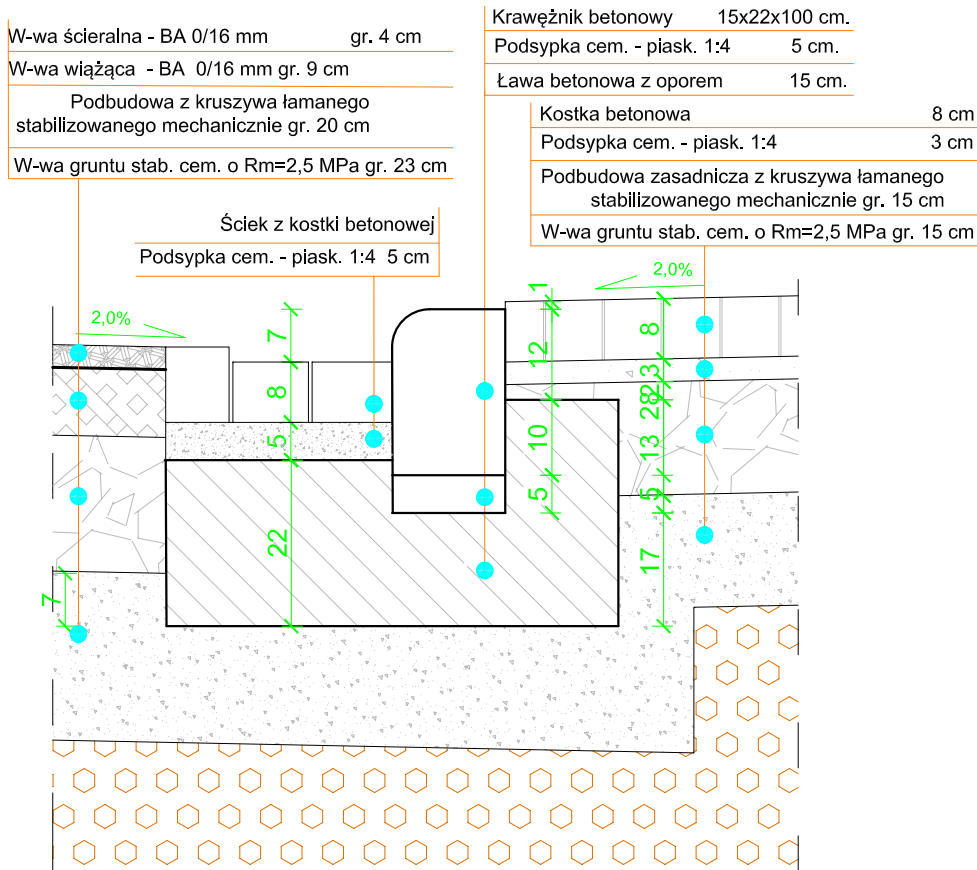 W-wa ścieralna - BA 0/16 mm gr. 4 cm
W-wa wiążąca - BA 0/16 mm gr. 9 cm
Podbudowa z kruszywa łamanego
stabilizowanego mechanicznie gr. 20 cm
W-wa gruntu stab. cem. o Rm=2,5 MPa gr. 23 cm
Ściek z kostki betonowej
Podsypka cem. - piask. 1:4 5 cm
Krawężnik betonowy 15x22x100 cm.
Podsypka cem. - piask. 1:4 5 cm.
Ława betonowa z oporem 15 cm.
Kostka betonowa 8 cm
Podsypka cem. - piask. 1:4 3 cm
Podbudowa zasadnicza z kruszywa łamanego
stabilizowanego mechanicznie gr. 15 cm
W-wa gruntu stab. cem. o Rm=2,5 MPa gr. 15 cm
2,0%
2,0%
7
8
5
22
7
1
12
10
5
8
3
2
28
13
5
17